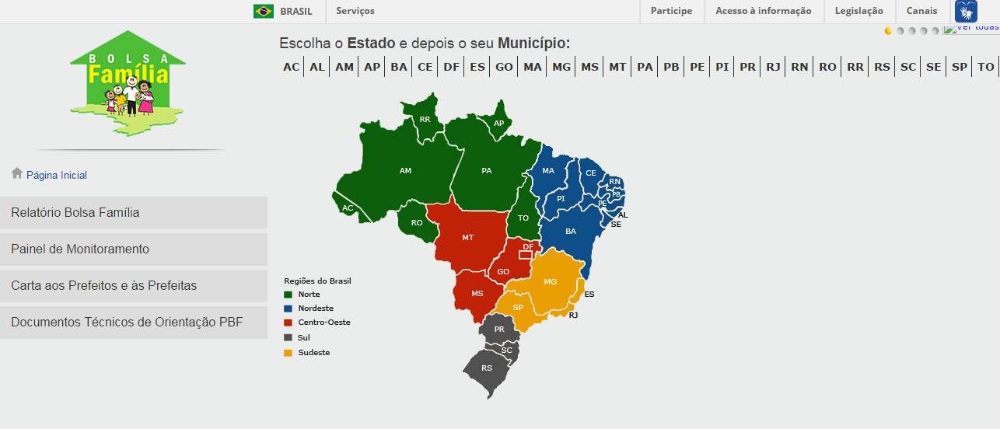 BRASIL Serviços Participe Acesso à informação Legislação Canais
Ver todas
BOLSA
Família
Escolha o Estado e depois o seu Município:
AC AL AM AP BA CE DF ES GO MA MG MS MT PA PB PE PI PR RJ RN RO RR RS SC SE SP TO
Página Inicial
Relatório Bolsa Família
Painel de Monitoramento
Carta aos Prefeitos e às Prefeitas
Documentos Técnicos de Orientação PBF
RR
AP
AM
PA
MA
CE
RN
PB
PI
PE
AC
AL
TO
RO
SE
BA
MT
DF
GO
MG
MS
ES
SP
RJ
PR
SC
RS
Regiões do Brasil
Norte
Nordeste
Centro-Oeste
Sul
Sudeste